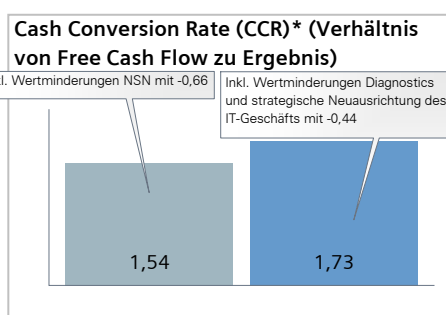 Cash Conversion Rate (CCR)* (Verhältnis
von Free Cash Flow zu Ergebnis)
kl. Wertminderungen NSN mit -0,66
Inkl. Wertminderungen Diagnostics
und strategische Neuausrichtung des
IT-Geschäfts mit -0,44
1,54
1,73